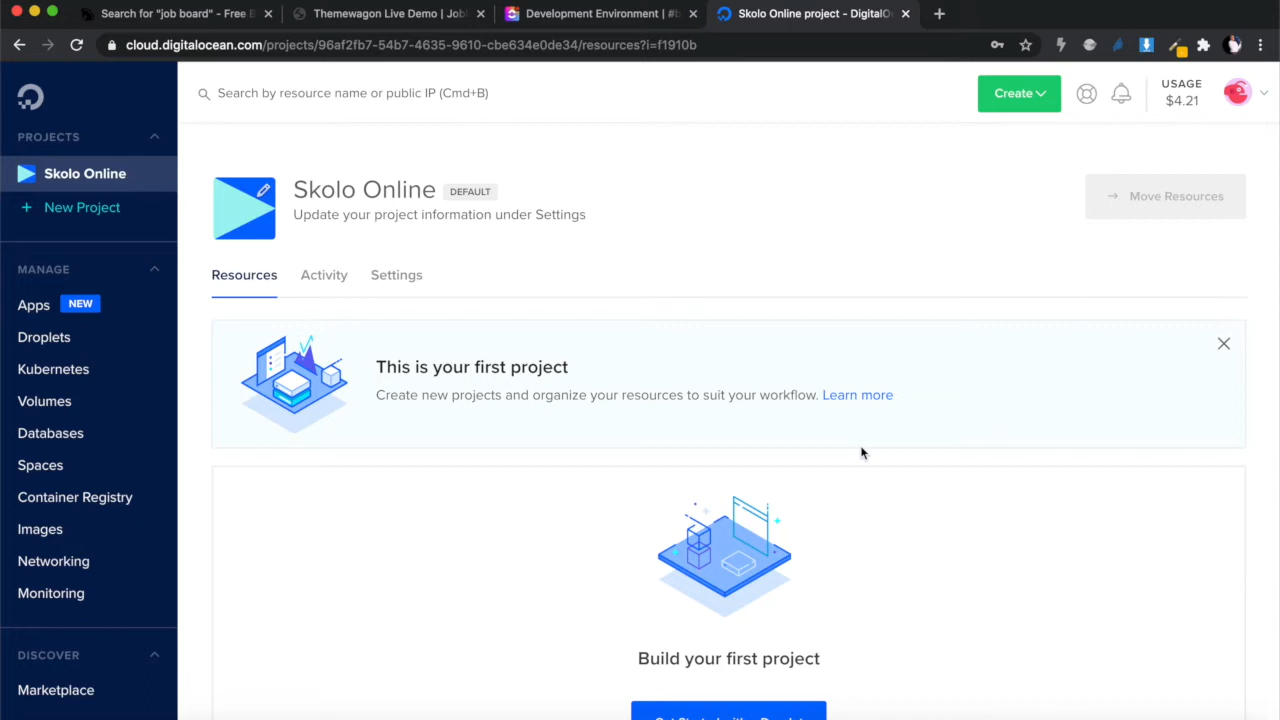 Search for "job board" - Free B
Themewagon Live Demo | Job
Development Environment | #b
Skolo Online project - DigitalO
cloud.digitalocean.com/projects/96af2fb7-54b7-4635-9610-cbe634e0de34/resources?i=f1910b
Search by resource name or public IP (Cmd+B)
Create
USAGE
$4.21
PROJECTS
Skolo Online
+ New Project
MANAGE
Apps NEW
Droplets
Kubernetes
Volumes
Databases
Spaces
Container Registry
Images
Networking
Monitoring
DISCOVER
Marketplace
Skolo Online DEFAULT
Update your project information under Settings
→ Move Resources
Resources Activity Settings
This is your first project
Create new projects and organize your resources to suit your workflow. Learn more
Build your first project